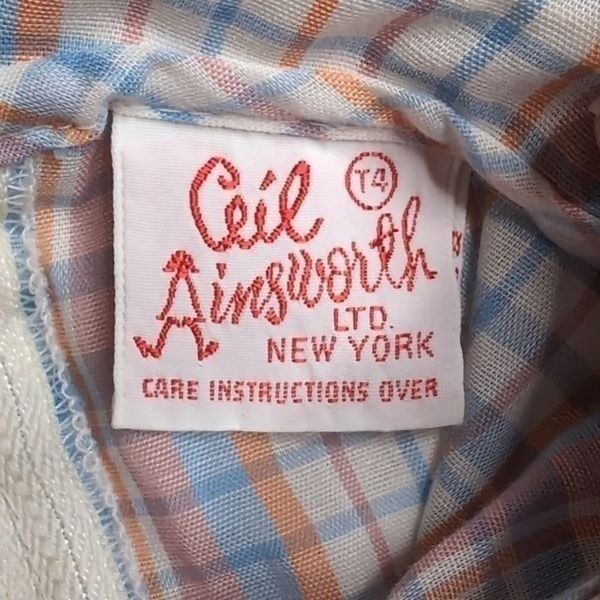 Ceil T4
Ainsworth
LTD.
NEW YORK
CARE INSTRUCTIONS OVER